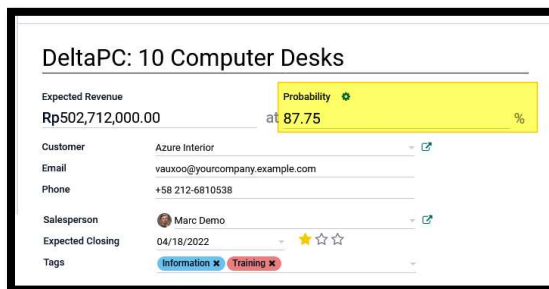 DeltaPC: 10 Computer Desks
Expected Revenue Probability
Rp502,712,000.00 at 87.75 %
Customer Azure Interior
Email vauxoo@yourcompany.example.com
Phone +58 212-6810538
Salesperson Marc Demo
Expected Closing 04/18/2022
Tags Information × Training ×